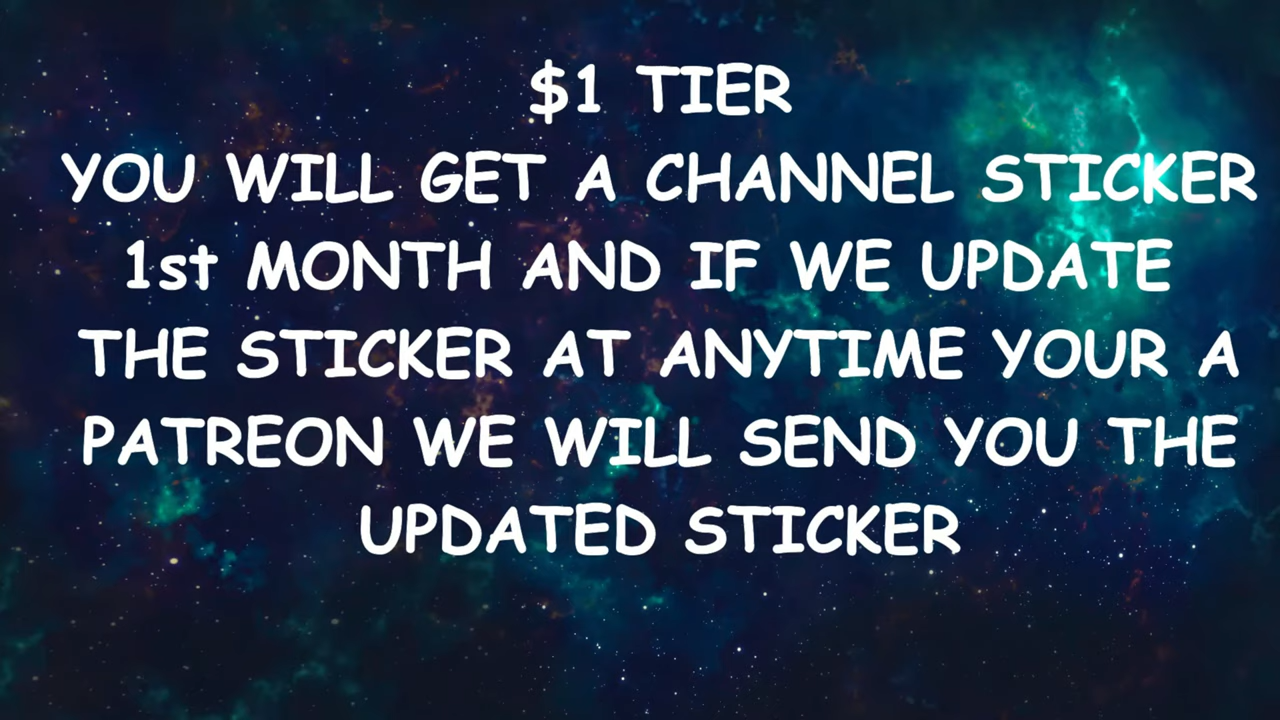 $1 TIER
YOU WILL GET A CHANNEL STICKER
1st MONTH AND IF WE UPDATE
THE STICKER AT ANYTIME YOUR A
PATREON WE WILL SEND YOU THE
UPDATED STICKER